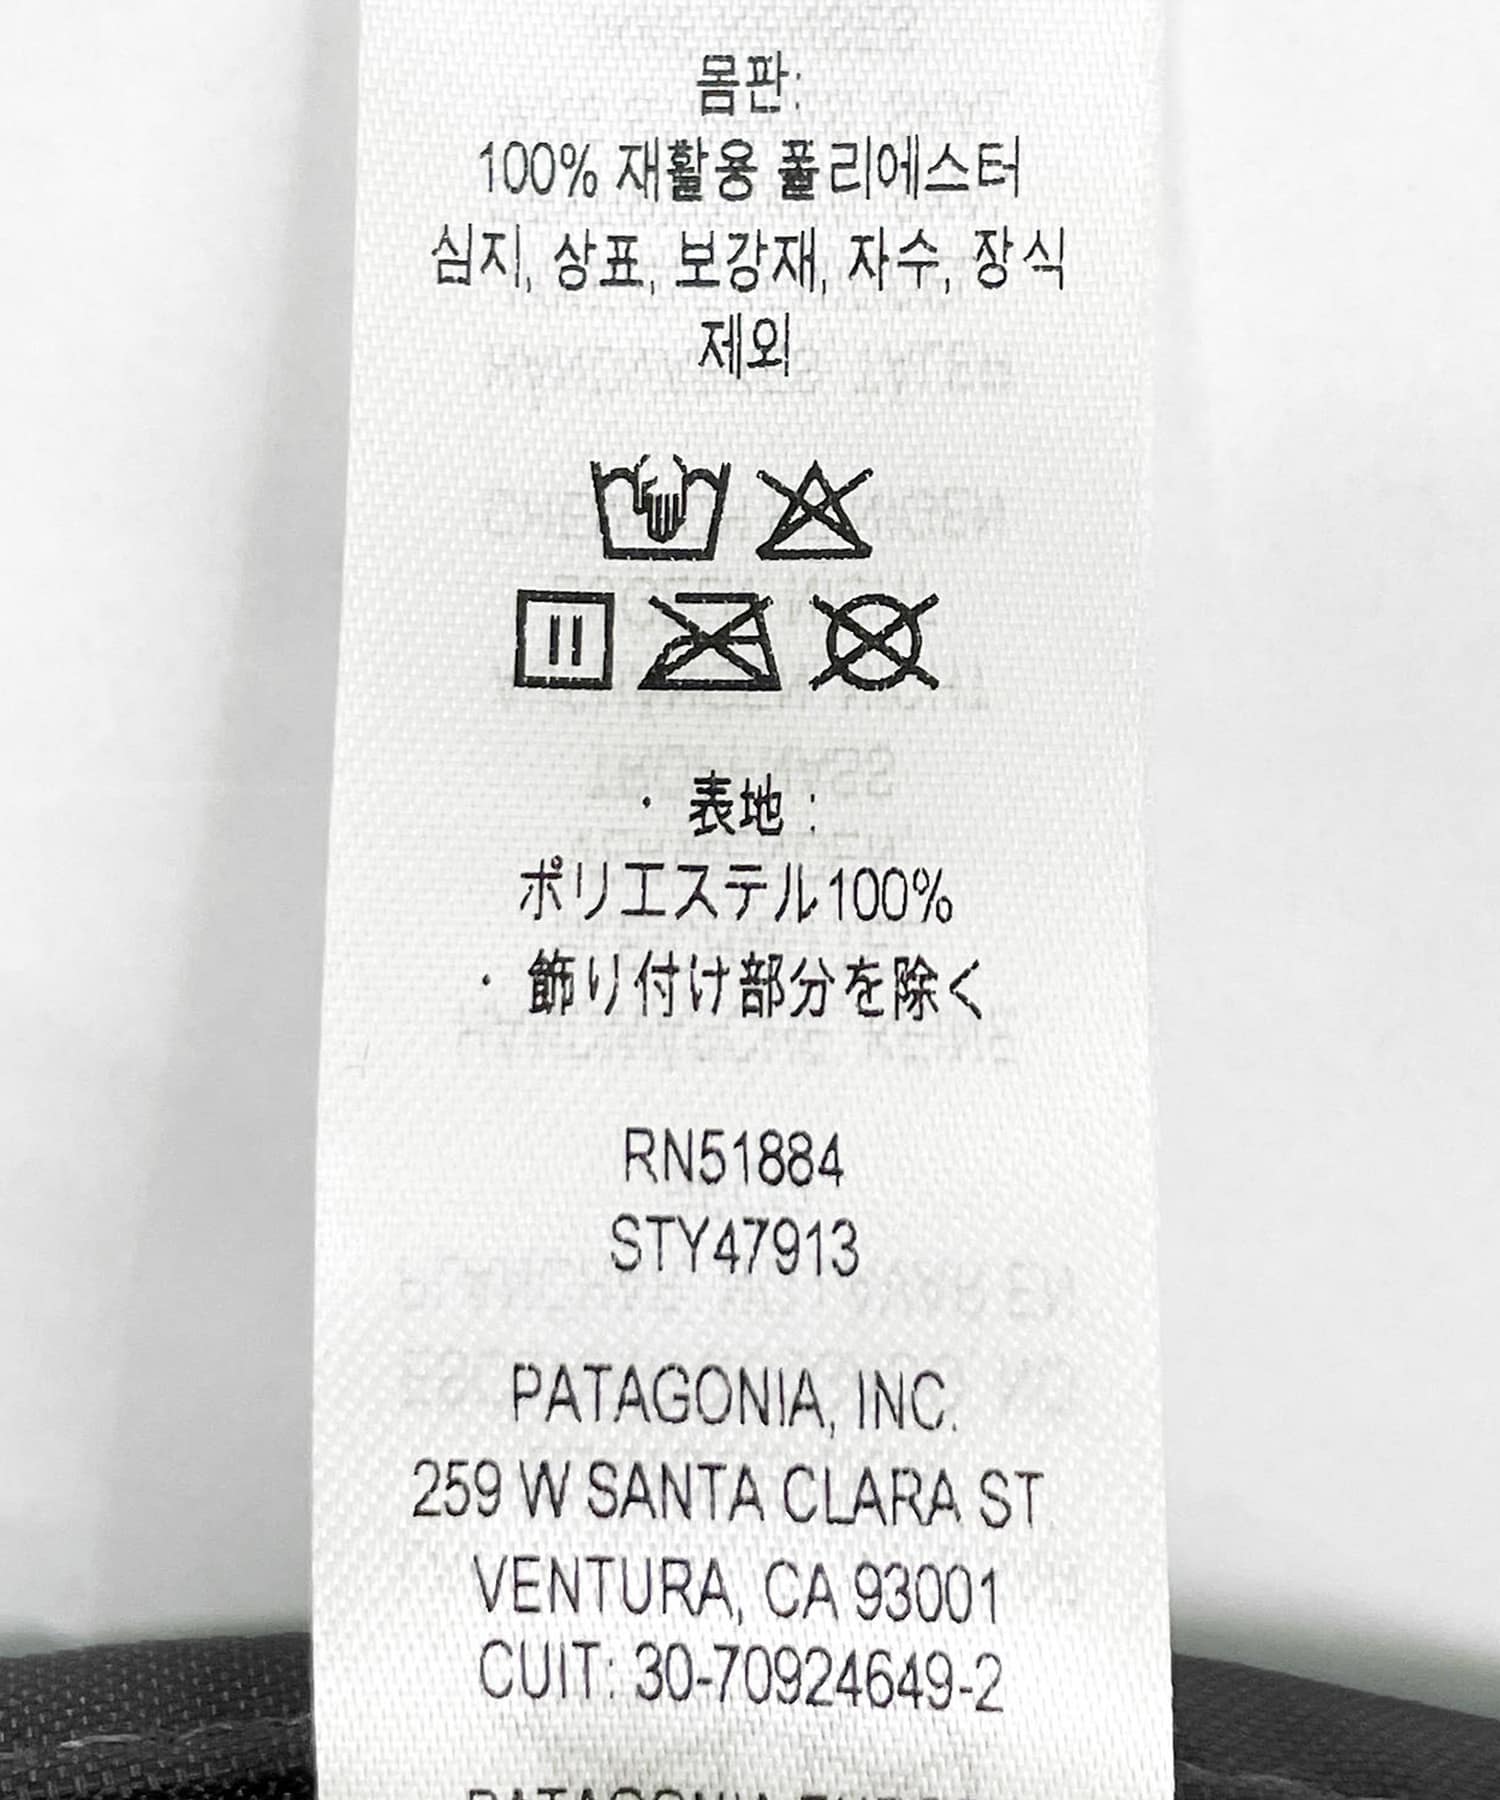 몸판:
100% 재활용 폴리에스터
심지, 상표, 보강재, 자수, 장식
제외
· 表地 :
ポリエステル100%
· 飾り付け部分を除く
RN51884
STY47913
PATAGONIA, INC.
259 W SANTA CLARA ST
VENTURA, CA 93001
CUIT: 30-70924649-2
PATAGONIA